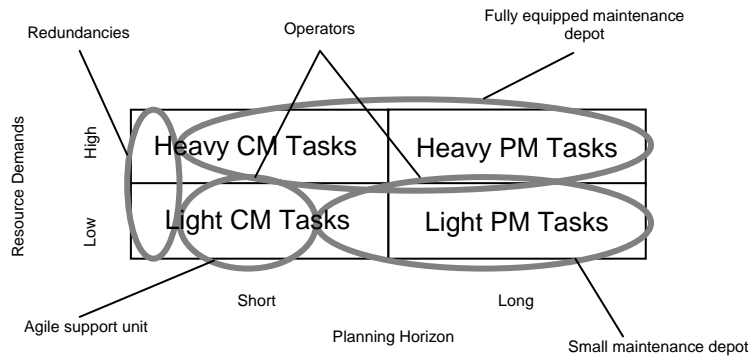 Fully equipped maintenance
depot
Redundancies
Operators
Resource Demands
High
Low
Heavy CM Tasks
Heavy PM Tasks
Light CM Tasks
Light PM Tasks
Short
Long
Agile support unit
Planning Horizon
Small maintenance depot